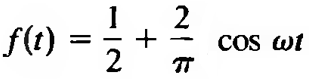 f(t) = 1/2 + 2/π cos ωt